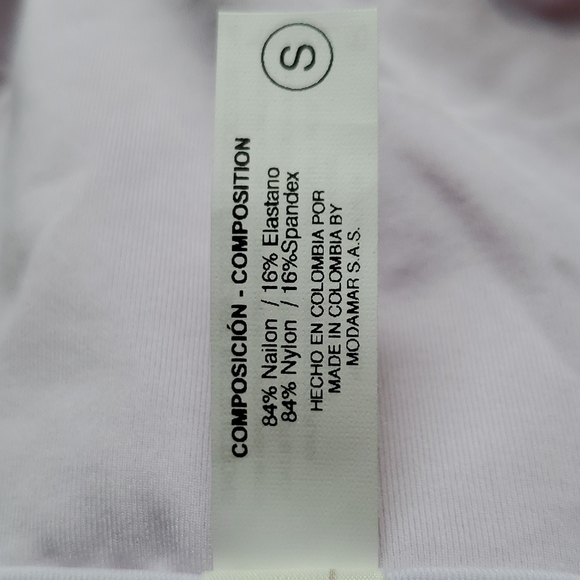 S
COMPOSICIÓN - COMPOSITION
84% Nailon / 16% Elastano
84% Nylon / 16%Spandex
HECHO EN COLOMBIA POR
MADE IN COLOMBIA BY
MODAMAR S.A.S.